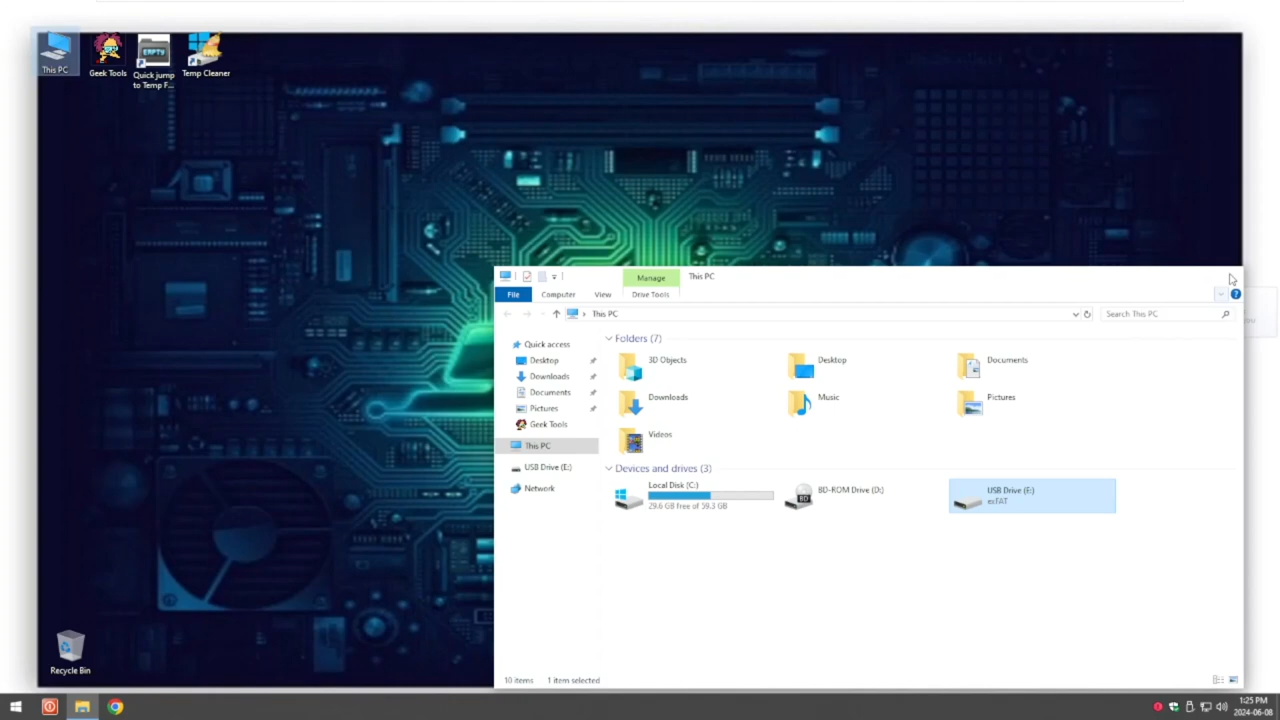 This PC
Geek Tools
EMPTY
Quick jump
to Temp F...
Temp Cleaner
Manage
This PC
File
Computer
View
Drive Tools
This PC
Search This PC
Quick access
Desktop
Downloads
Documents
Pictures
Geek Tools
This PC
USB Drive (E:)
Network
Folders (7)
3D Objects
Desktop
Documents
Downloads
Music
Pictures
Videos
Devices and drives (3)
Local Disk (C:)
29.6 GB free of 59.3 GB
BD
BD-ROM Drive (D:)
USB Drive (E:)
exFAT
Recycle Bin
10 items
1 item selected
1:25 PM
2024-06-08